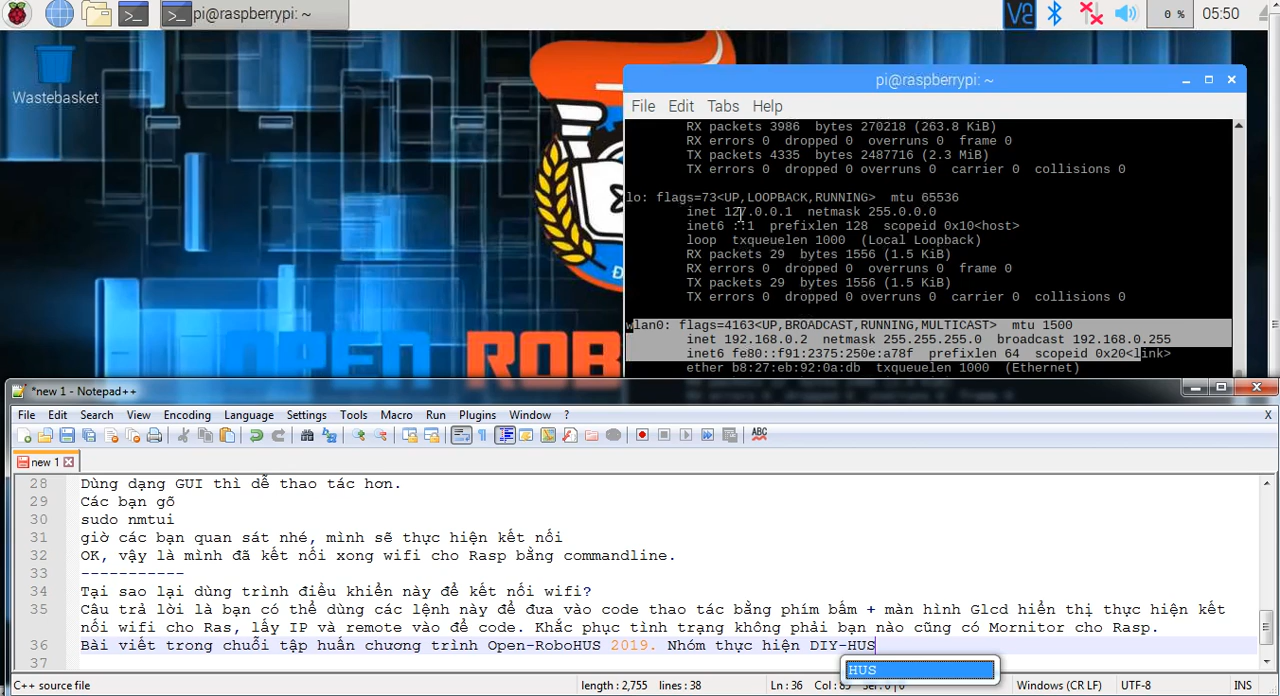 pi@raspberrypi: ~
V2
0 %
05:50
Wastebasket
OPEN ROB
pi@raspberrypi: ~
File Edit Tabs Help
RX packets 3986 bytes 270218 (263.8 KiB)
RX errors 0 dropped 0 overruns 0 frame 0
TX packets 4335 bytes 2487716 (2.3 MiB)
TX errors 0 dropped 0 overruns 0 carrier 0 collisions 0
lo: flags=73<UP,LOOPBACK,RUNNING> mtu 65536
inet 127.0.0.1 netmask 255.0.0.0
inet6 ::1 prefixlen 128 scopeid 0x10<host>
loop txqueuelen 1000 (Local Loopback)
RX packets 29 bytes 1556 (1.5 KiB)
RX errors 0 dropped 0 overruns 0 frame 0
TX packets 29 bytes 1556 (1.5 KiB)
TX errors 0 dropped 0 overruns 0 carrier 0 collisions 0
wlan0: flags=4163<UP,BROADCAST,RUNNING,MULTICAST> mtu 1500
inet 192.168.0.2 netmask 255.255.255.0 broadcast 192.168.0.255
inet6 fe80::f91:2375:250e:a78f prefixlen 64 scopeid 0x20<link>
ether b8:27:eb:92:0a:db txqueuelen 1000 (Ethernet)
*new 1 - Notepad++
File Edit Search View Encoding Language Settings Tools Macro Run Plugins Window ? X
ABC
new 1
28 Dùng dạng GUI thì dễ thao tác hơn.
29 Các bạn gõ
30 sudo nmtui
31 giờ các bạn quan sát nhé, mình sẽ thực hiện kết nối
32 OK, vậy là mình đã kết nối xong wifi cho Rasp bằng commandline.
33 -----------
34 Tại sao lại dùng trình điều khiển này để kết nối wifi?
35 Câu trả lời là bạn có thể dùng các lệnh này để đưa vào code thao tác bằng phím bấm + màn hình Glcd hiển thị thực hiện kết
nối wifi cho Ras, lấy IP và remote vào để code. Khắc phục tình trạng không phải bạn nào cũng có Mornitor cho Rasp.
36 Bài viết trong chuỗi tập huấn chương trình Open-RoboHUS 2019. Nhóm thực hiện DIY-HUS
37
HUS
C++ source file length : 2,755 lines : 38 Ln : 36 Windows (CR LF) UTF-8 INS